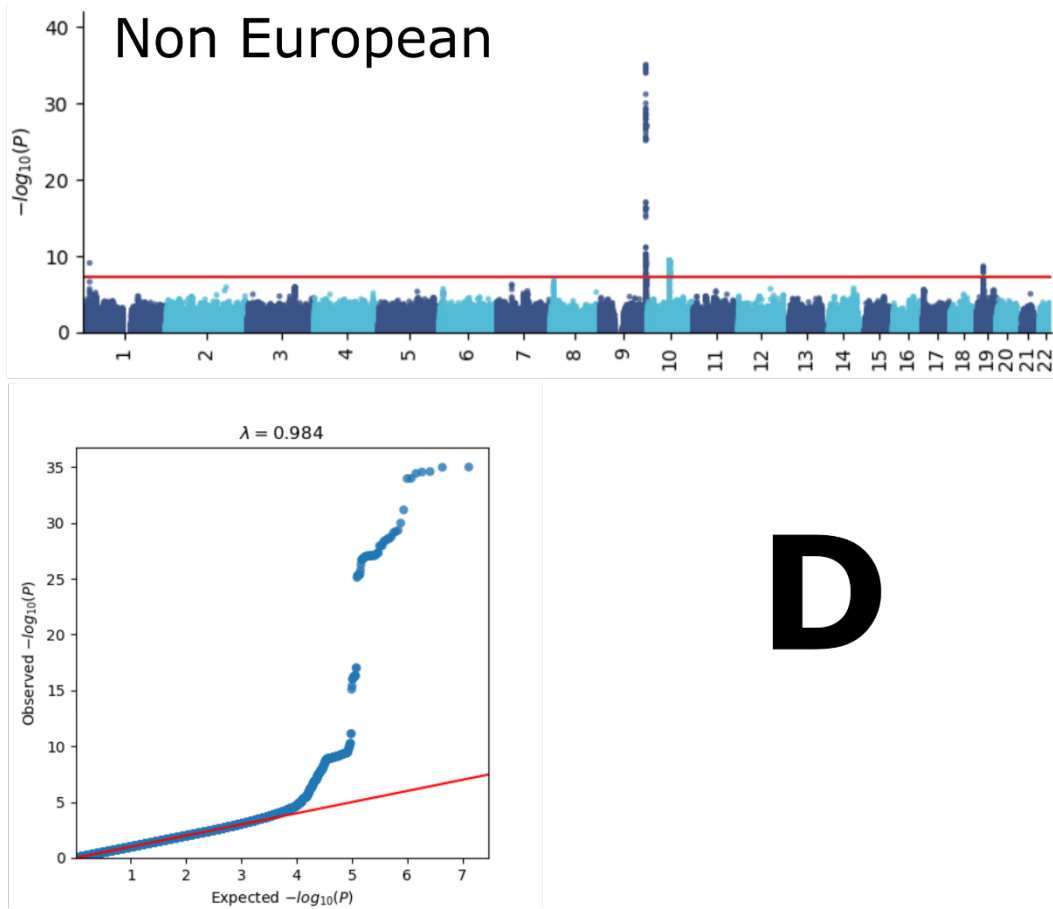 Non European
40
30
20
10
0
−log10(P)
1 2 3 4 5 6 7 8 9 10 11 12 13 14 15 16 17 18 19 20 21 22
λ = 0.984
35
30
25
20
15
10
5
0
Observed −log10(P)
1 2 3 4 5 6 7
Expected −log10(P)
D